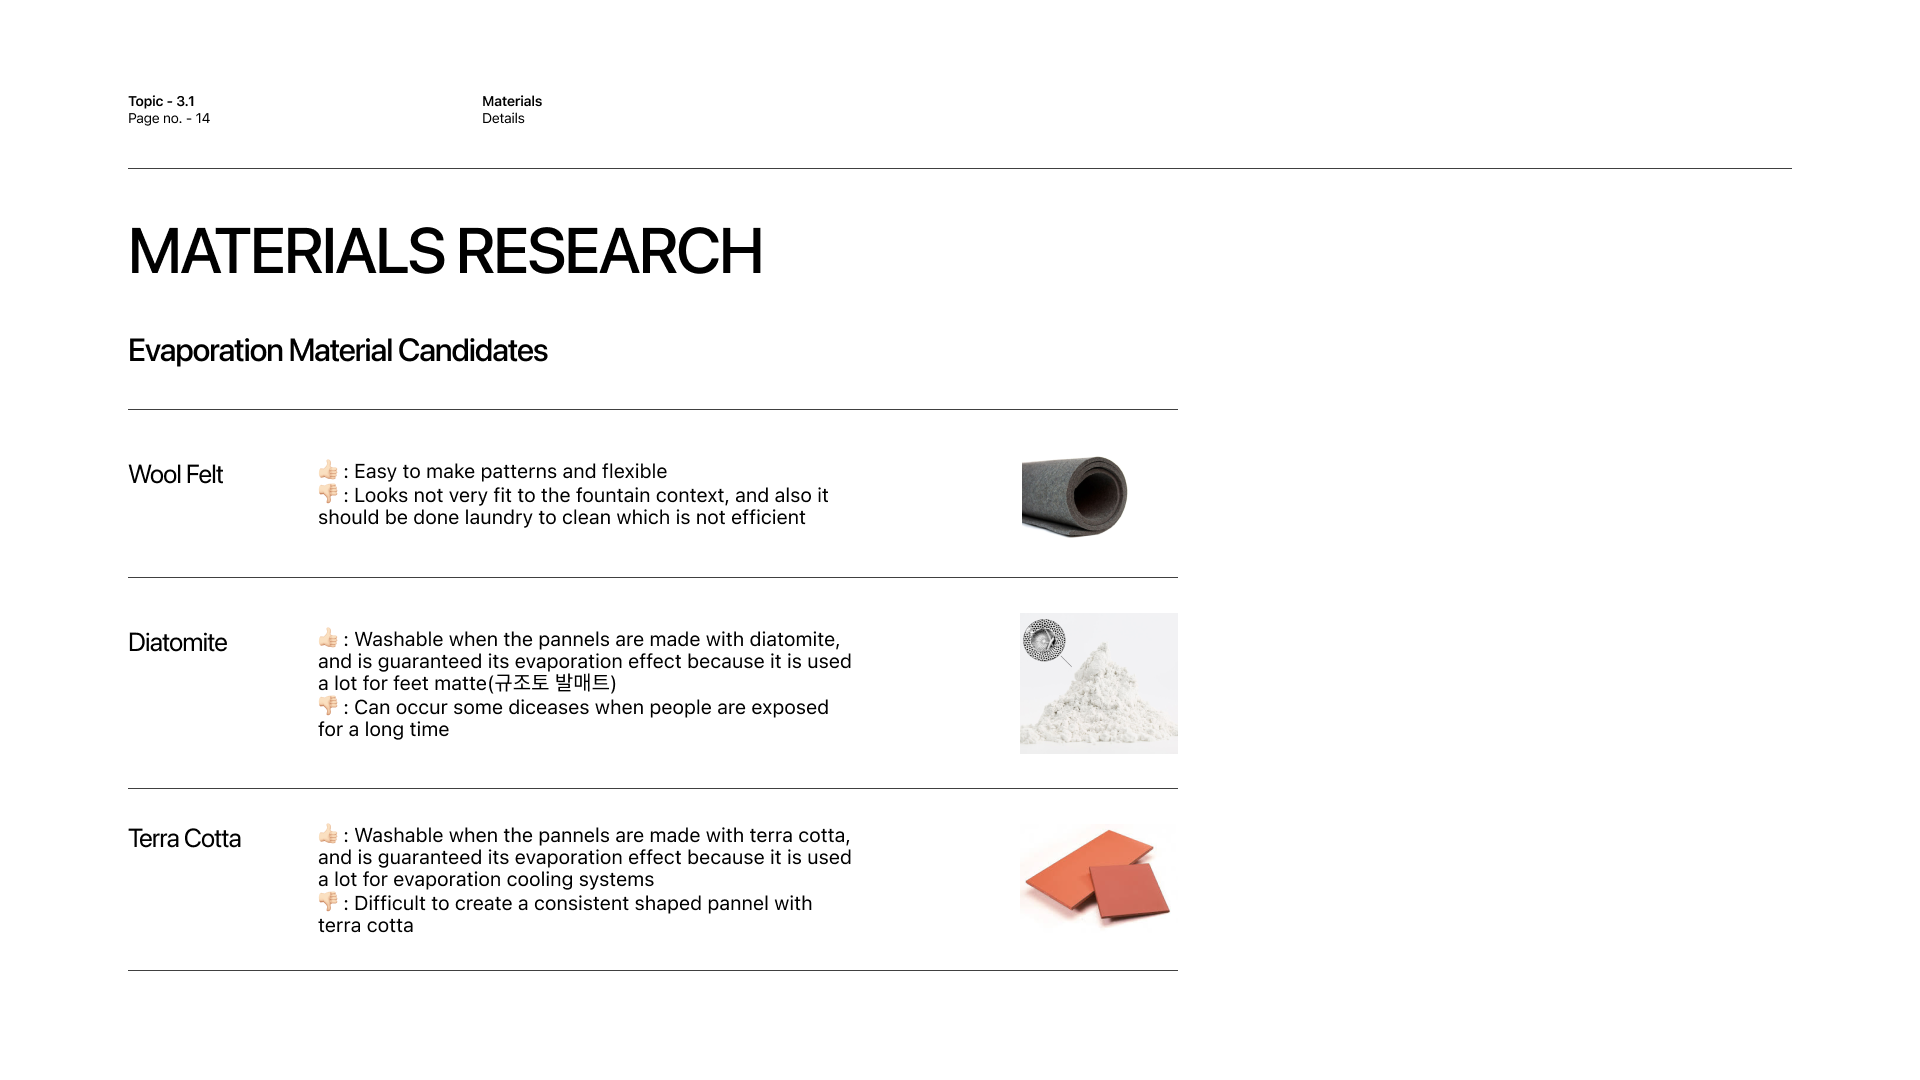 Topic - 3.1
Page no. - 14
Materials
Details
MATERIALS RESEARCH
Evaporation Material Candidates
Wool Felt
👍🏻 : Easy to make patterns and flexible
👎🏻 : Looks not very fit to the fountain context, and also it
should be done laundry to clean which is not efficient
Diatomite
👍🏻 : Washable when the pannels are made with diatomite,
and is guaranteed its evaporation effect because it is used
a lot for feet matte(규조토 발매트)
👎🏻 : Can occur some diceases when people are exposed
for a long time
Terra Cotta
👍🏻 : Washable when the pannels are made with terra cotta,
and is guaranteed its evaporation effect because it is used
a lot for evaporation cooling systems
👎🏻 : Difficult to create a consistent shaped pannel with
terra cotta